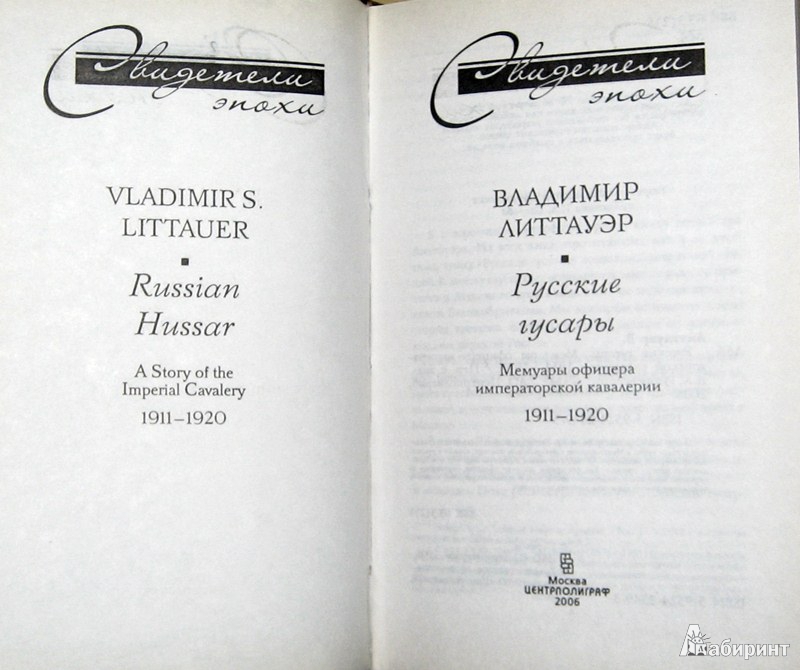 Свидетели
эпохи
VLADIMIR S.
LITTAUER
Russian
Hussar
A Story of the
Imperial Cavalery
1911–1920
Свидетели
эпохи
ВЛАДИМИР
ЛИТТАУЭР
Русские
гусары
Мемуары офицера
императорской кавалерии
1911–1920
Москва
ЦЕНТРПОЛИГРАФ
2006
Лабиринт